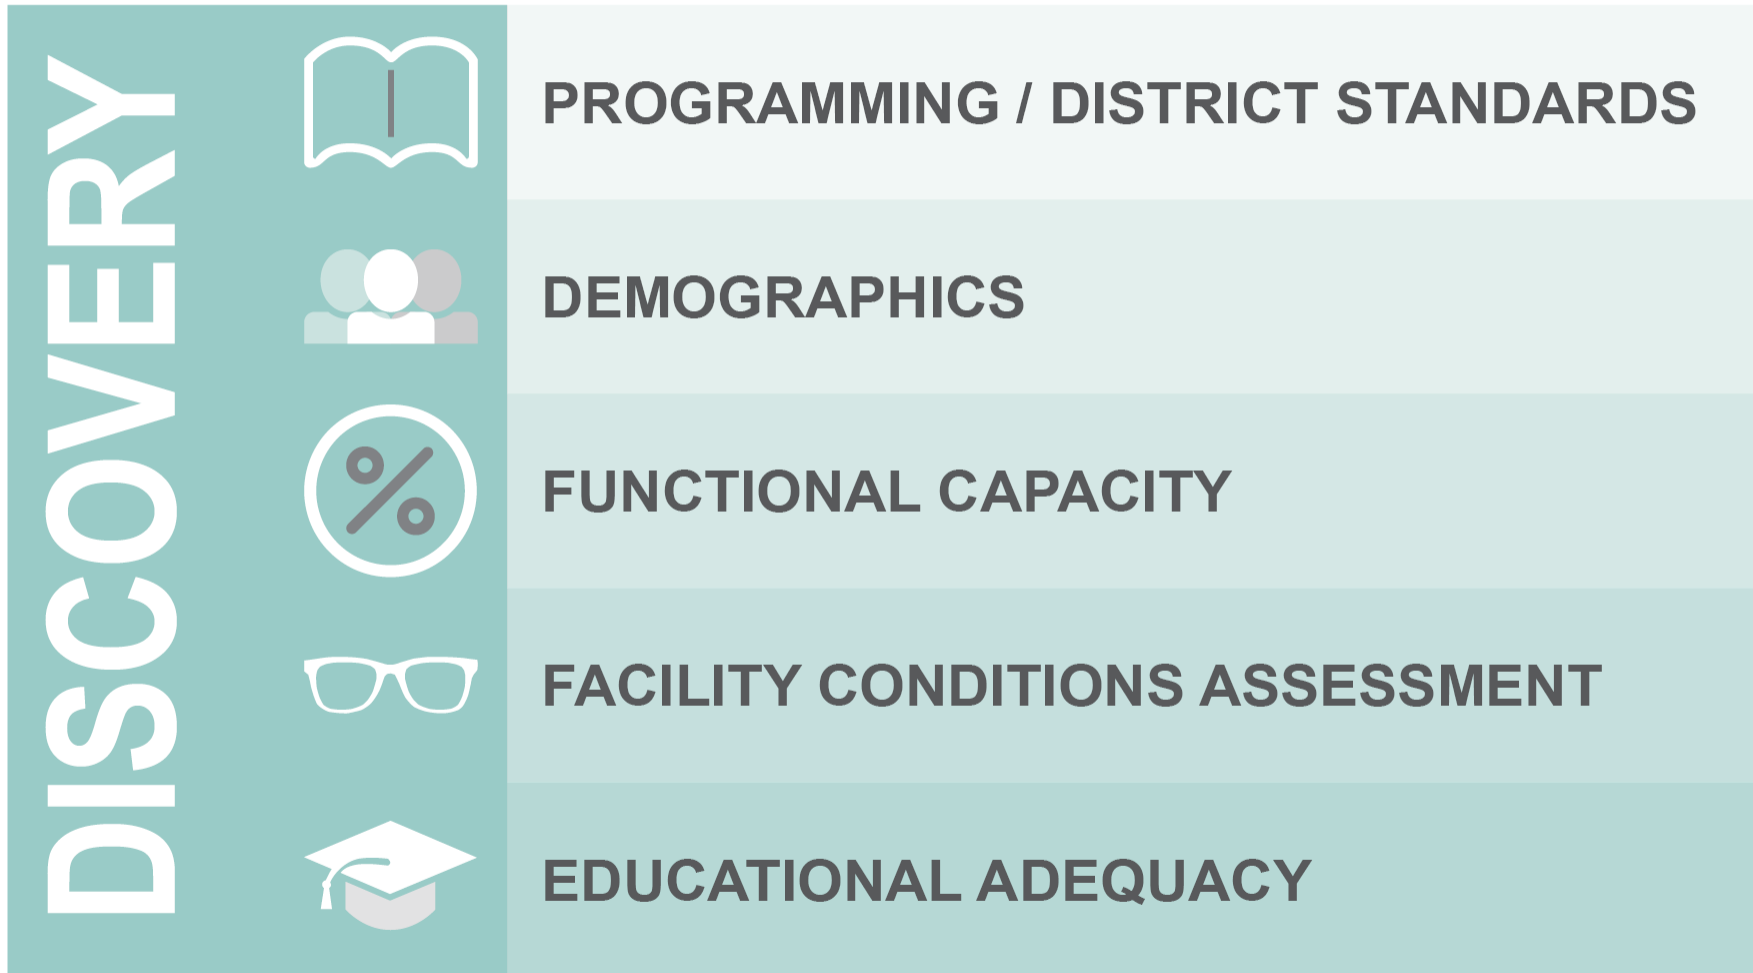 DISCOVERY
PROGRAMMING / DISTRICT STANDARDS
DEMOGRAPHICS
%
FUNCTIONAL CAPACITY
FACILITY CONDITIONS ASSESSMENT
EDUCATIONAL ADEQUACY